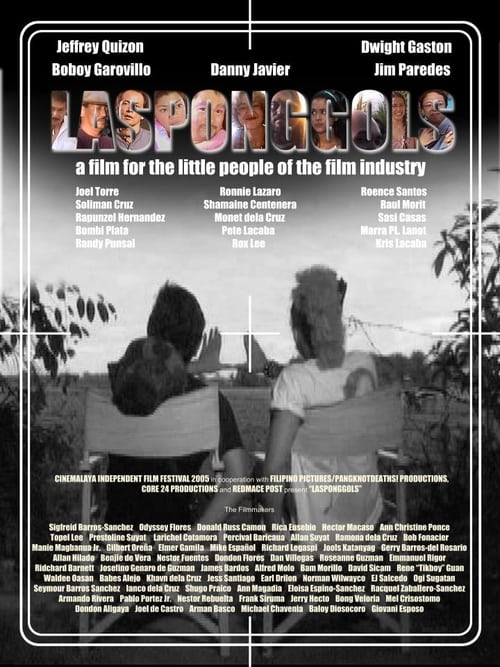 Jeffrey Quizon Dwight Gaston
Boboy Garovillo Danny Javier Jim Paredes
LASPONGGOLS
a film for the little people of the film industry
Joel Torre Ronnie Lazaro Roence Santos
Soliman Cruz Shamaine Centenera Raul Morit
Rapunzel Hernandez Monet dela Cruz Sasi Casas
Bombi Plata Pete Lacaba Marra PL. Lanot
Randy Punsal Rox Lee Kris Lacaba
CINEMALAYA INDEPENDENT FILM FESTIVAL 2005 in cooperation with FILIPINO PICTURES/PANGKNOTDEATHS! PRODUCTIONS,
CORE 24 PRODUCTIONS and REDMACE POST present "LASPONGGOLS"
The Filmmakers
Sigfreid Barros-Sanchez Odyssey Flores Donald Russ Camon Rica Eusebio Hector Macaso Ann Christine Ponce
Topel Lee Prestoline Suyat Larichel Cotamora Percival Baricaua Allan Suyat Ramona dela Cruz Bob Fonacier
Manie Magbanua Jr. Gilbert Oreña Elmer Gamila Mike Español Richard Legaspi Jools Katanyag Gerry Barros-del Rosario
Allan Hilado Benjie de Vera Nestor Fuentes Dondon Flores Dan Villegas Roseanne Guzman Emmanuel Rigor
Ridchard Barnett Josefino Genaro de Guzman James Bardos Alfred Molo Bam Morillo David Sicam Reno "Tikboy" Guan
Waldee Oasan Babes Alejo Khavn dela Cruz Jess Santiago Earl Drilon Norman Wilwayco EJ Salcedo Ogi Sugatan
Seymour Barros Sanchez Ianco dela Cruz Shugo Praico Ann Magadia Eloisa Espino-Sanchez Racquel Zaballero-Sanchez
Armando Rivera Pablo Portez Jr. Nestor Rebuelta Frank Siruma Jerry Hecto Bong Veloria Mel Crisostomo
Dondon Aligaya Joel de Castro Arman Basco Michael Chavenia Baloy Diosocoro Giovani Esposo